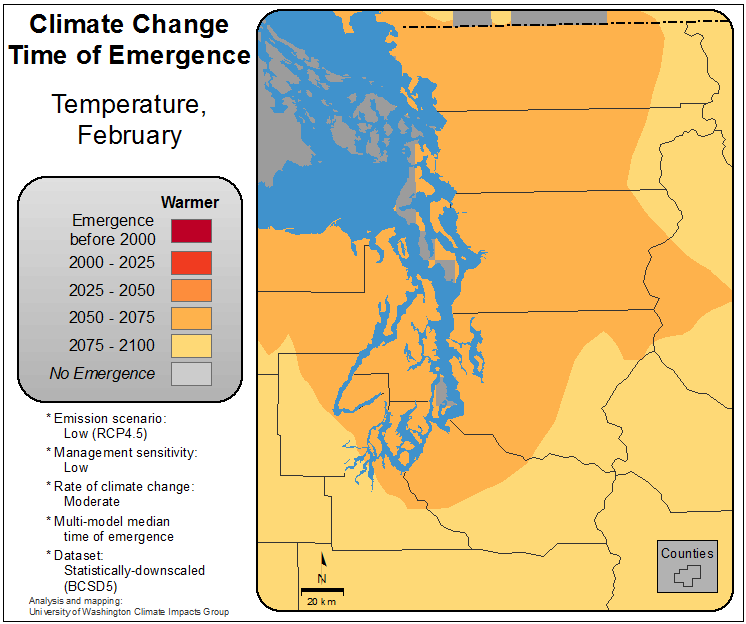 Climate Change
Time of Emergence
Temperature,
February
Warmer
Emergence
before 2000
2000 - 2025
2025 - 2050
2050 - 2075
2075 - 2100
No Emergence
* Emission scenario:
Low (RCP4.5)
* Management sensitivity:
Low
* Rate of climate change:
Moderate
* Multi-model median
time of emergence
* Dataset:
Statistically-downscaled
(BCSD5)
Analysis and mapping:
University of Washington Climate Impacts Group
N
20 km
Counties